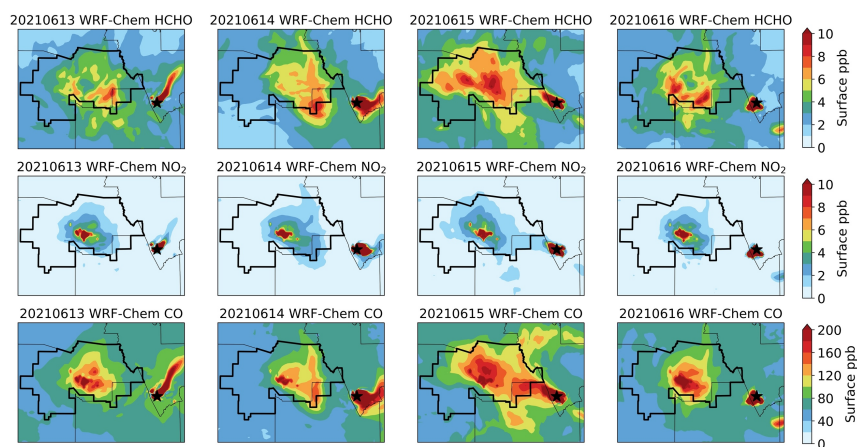 20210613 WRF-Chem HCHO
20210614 WRF-Chem HCHO
20210615 WRF-Chem HCHO
20210616 WRF-Chem HCHO
10
8
6
4
2
0
Surface ppb
20210613 WRF-Chem NO₂
20210614 WRF-Chem NO₂
20210615 WRF-Chem NO₂
20210616 WRF-Chem NO₂
10
8
6
4
2
0
Surface ppb
20210613 WRF-Chem CO
20210614 WRF-Chem CO
20210615 WRF-Chem CO
20210616 WRF-Chem CO
200
160
120
80
40
0
Surface ppb